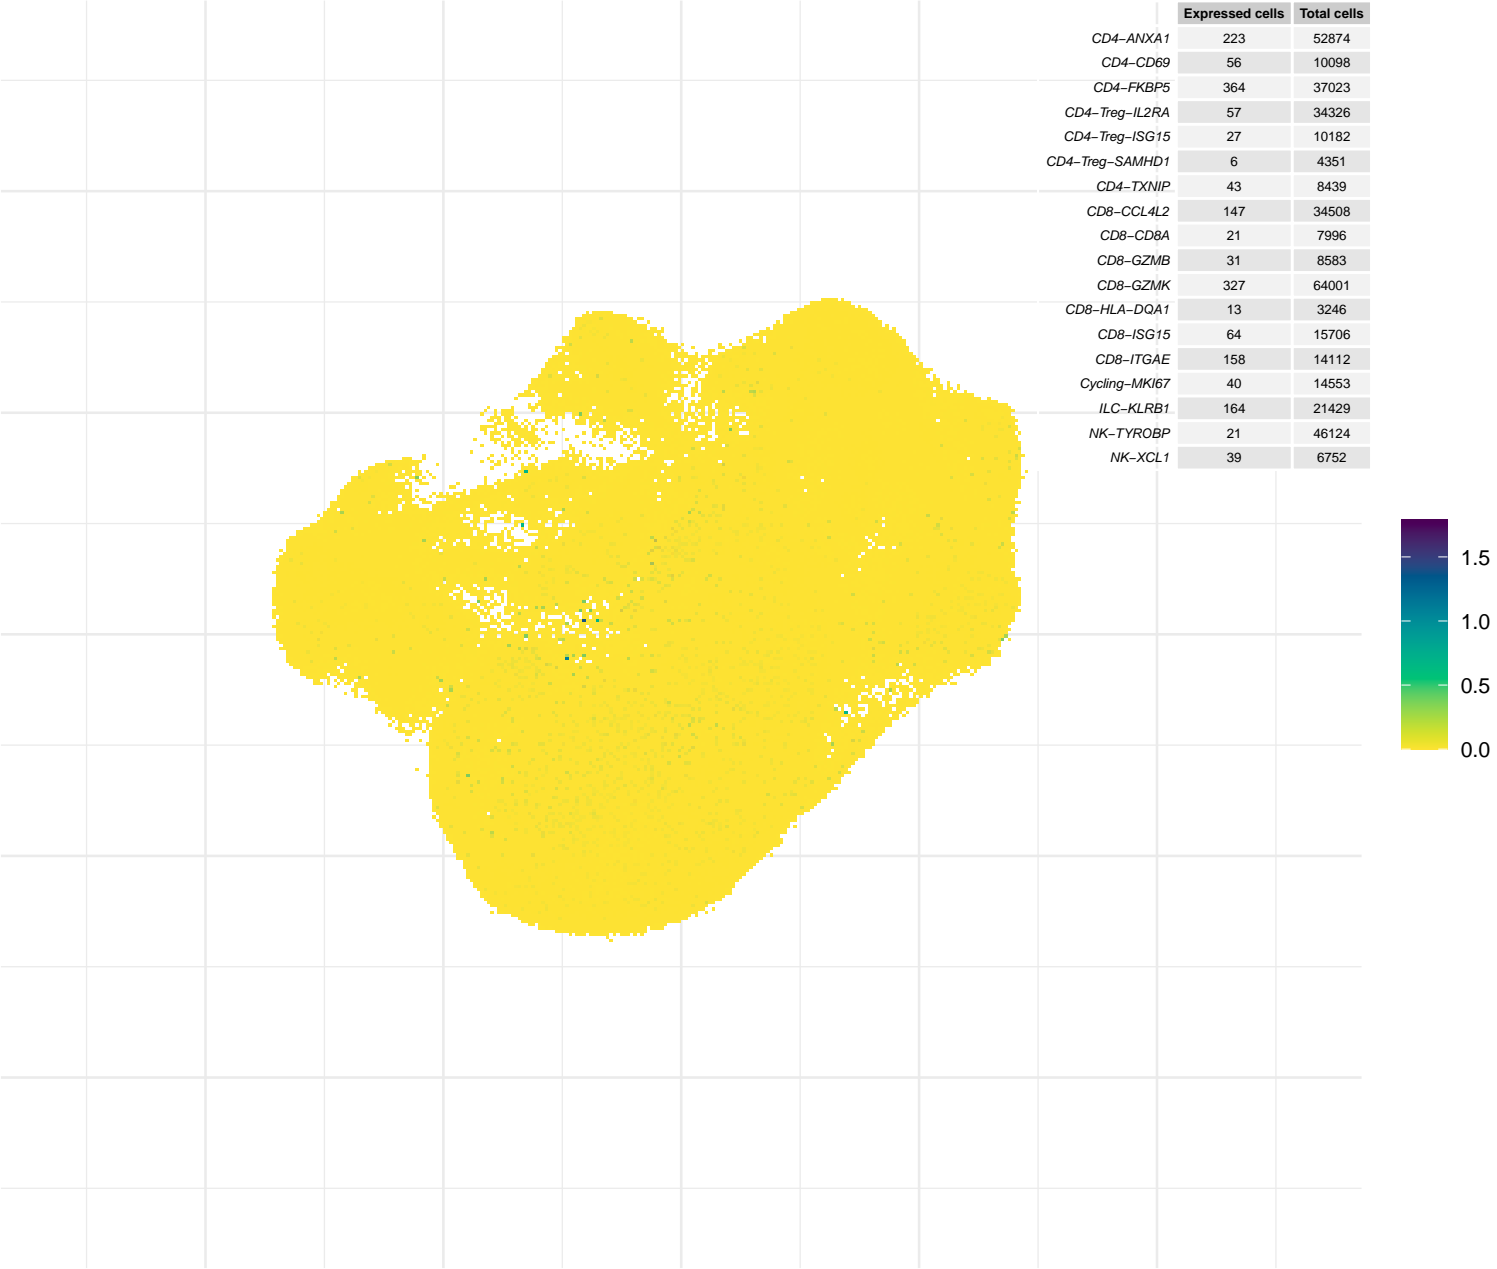 Expressed cells Total cells
CD4−ANXA1 223 52874
CD4−CD69 56 10098
CD4−FKBP5 364 37023
CD4−Treg−IL2RA 57 34326
CD4−Treg−ISG15 27 10182
CD4−Treg−SAMHD1 6 4351
CD4−TXNIP 43 8439
CD8−CCL4L2 147 34508
CD8−CD8A 21 7996
CD8−GZMB 31 8583
CD8−GZMK 327 64001
CD8−HLA−DQA1 13 3246
CD8−ISG15 64 15706
CD8−ITGAE 158 14112
Cycling−MKI67 40 14553
ILC−KLRB1 164 21429
NK−TYROBP 21 46124
NK−XCL1 39 6752
1.5
1.0
0.5
0.0